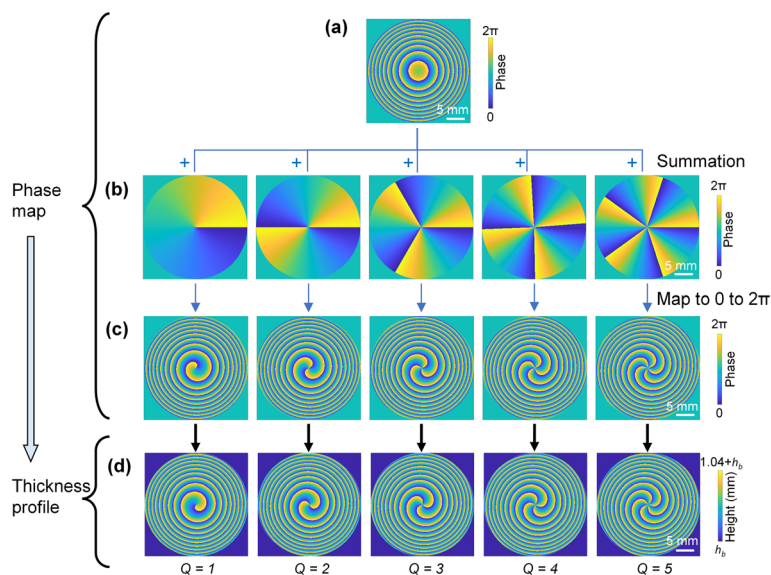 (a)
2π
Phase
0
5 mm
+ + + + +
Summation
Phase
map
(b)
2π
Phase
0
5 mm
Map to 0 to 2π
(c)
2π
Phase
0
5 mm
Thickness
profile
(d)
1.04+h_b
Height (mm)
h_b
5 mm
Q = 1 Q = 2 Q = 3 Q = 4 Q = 5